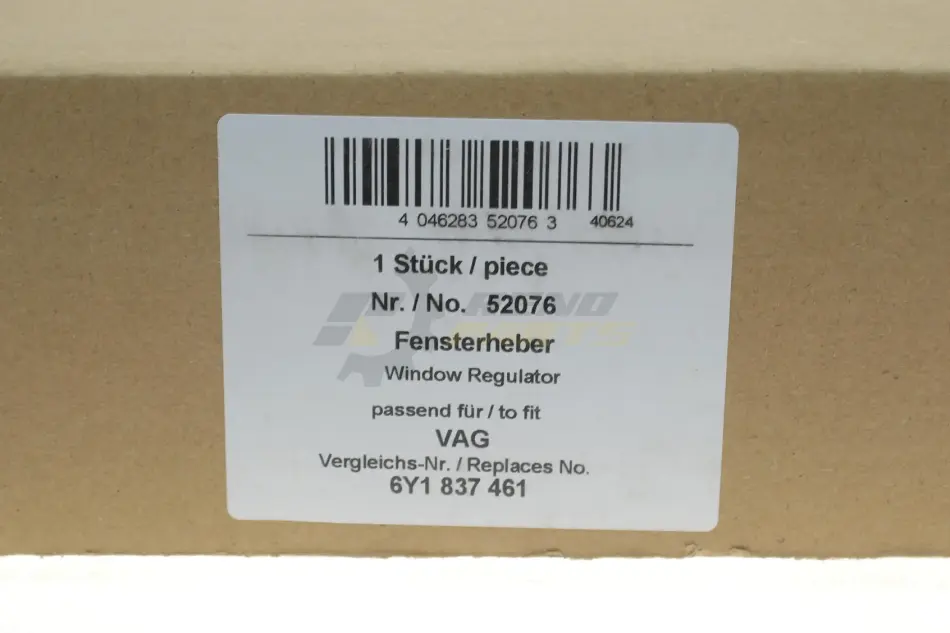 4 046283 52076 3 40624
1 Stück / piece
Nr. / No. 52076
Fensterheber
Window Regulator
passend für / to fit
VAG
Vergleichs-Nr. / Replaces No.
6Y1 837 461